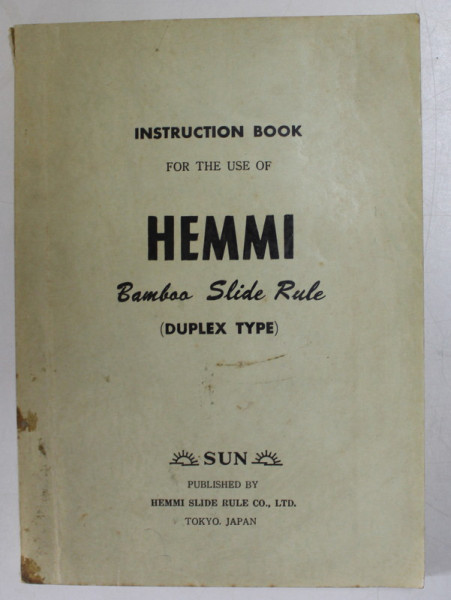 INSTRUCTION BOOK
FOR THE USE OF
HEMMI
Bamboo Slide Rule
(DUPLEX TYPE)
SUN
PUBLISHED BY
HEMMI SLIDE RULE CO., LTD.
TOKYO. JAPAN